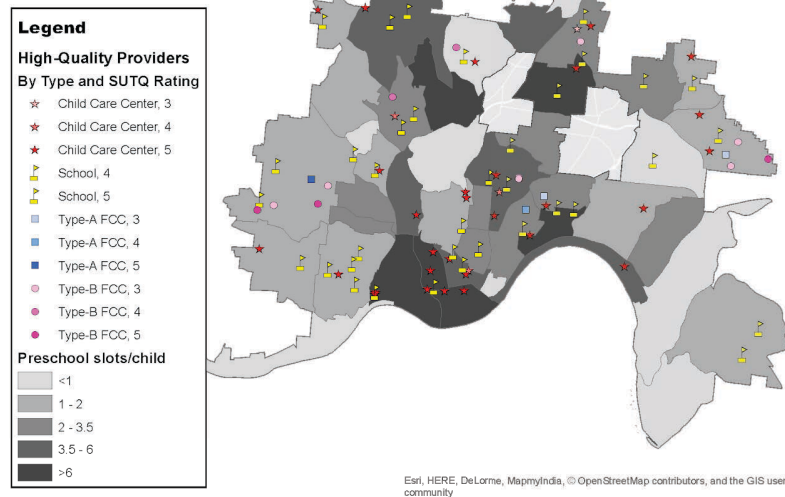 Legend
High-Quality Providers
By Type and SUTQ Rating
Child Care Center, 3
Child Care Center, 4
Child Care Center, 5
School, 4
School, 5
Type-A FCC, 3
Type-A FCC, 4
Type-A FCC, 5
Type-B FCC, 3
Type-B FCC, 4
Type-B FCC, 5
Preschool slots/child
<1
1 - 2
2 - 3.5
3.5 - 6
>6
Esri, HERE, DeLorme, MapmyIndia, © OpenStreetMap contributors, and the GIS user
community